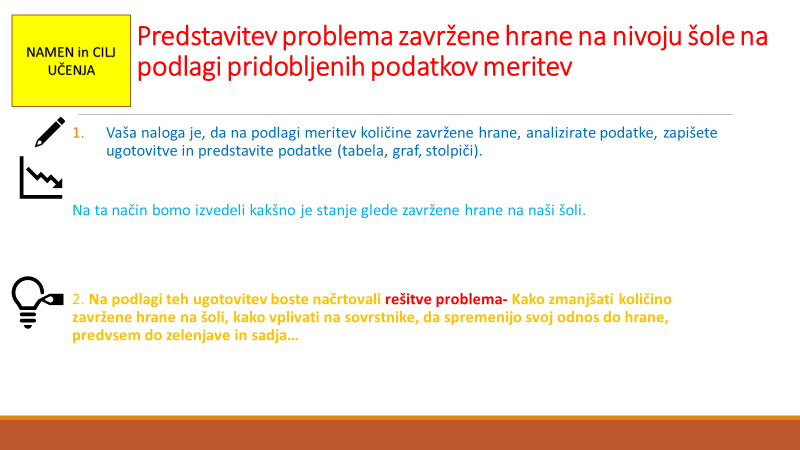 NAMEN in CILJ
UČENJA
Predstavitev problema zavržene hrane na nivoju šole na
podlagi pridobljenih podatkov meritev
1. Vaša naloga je, da na podlagi meritev količine zavržene hrane, analizirate podatke, zapišete
ugotovitve in predstavite podatke (tabela, graf, stolpiči).
Na ta način bomo izvedeli kakšno je stanje glede zavržene hrane na naši šoli.
2. Na podlagi teh ugotovitev boste načrtovali rešitve problema- Kako zmanjšati količino
zavržene hrane na šoli, kako vplivati na sovrstnike, da spremenijo svoj odnos do hrane,
predvsem do zelenjave in sadja…